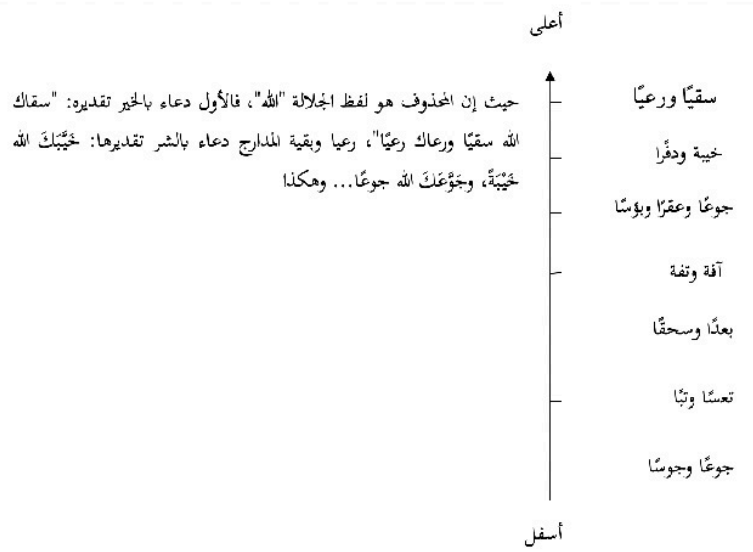 أعلى
سقيًا ورعيًا
خيبة ودفًرا
جوعًا وعقرًا وبؤسًا
آفة وتفة
بعدًا وسحقًا
تعسًا وتبًا
جوعًا وجوسًا
أسفل
حيث إن المحذوف هو لفظ الجلالة "الله"، فالأول دعاء بالخير تقديره: "سقاك
الله سقيًا ورعاك رعيًا"، رعيا وبقية المدارج دعاء بالشر تقديرها: خَيَّبَكَ الله
خَيْبَةً، وجَوَّعَكَ الله جوعًا... وهكذا